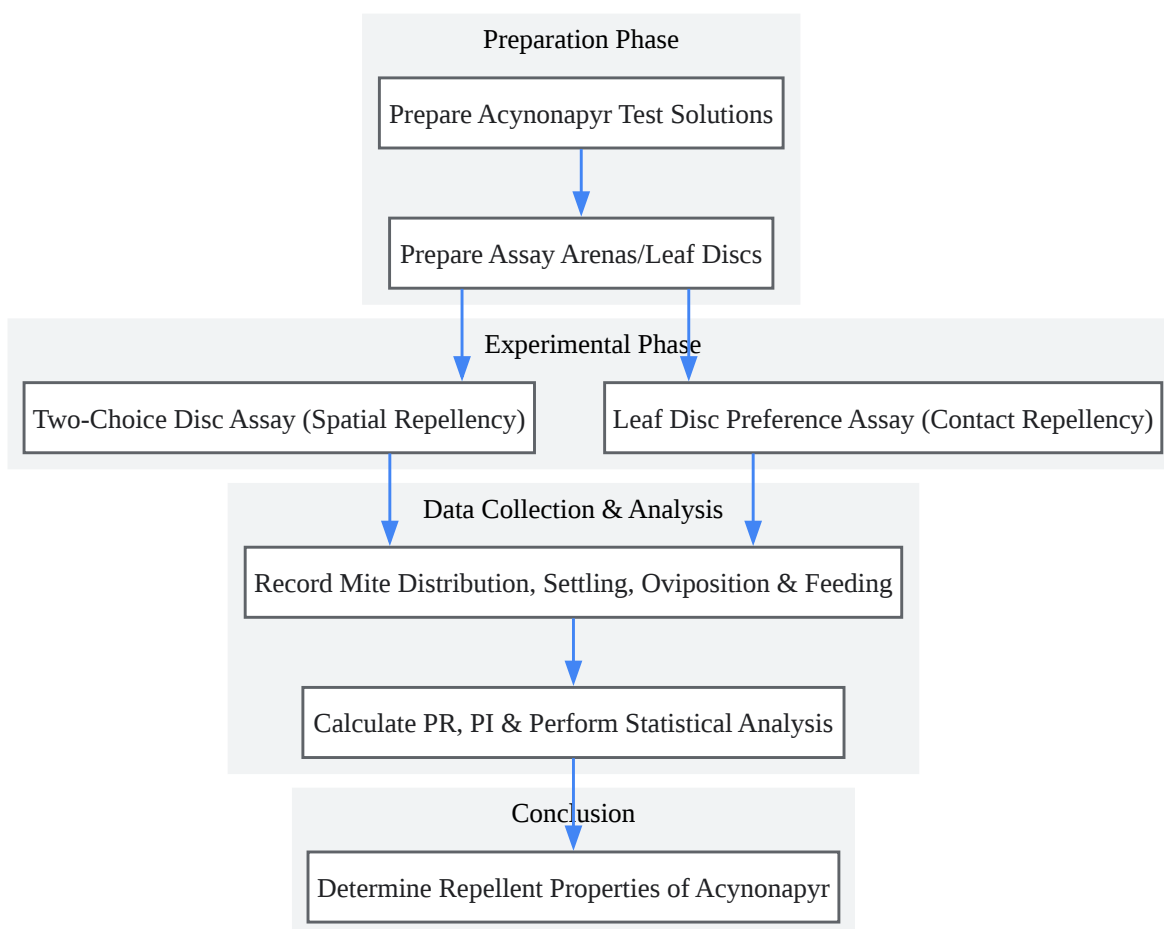 Preparation Phase
Prepare Acynonapyr Test Solutions
Prepare Assay Arenas/Leaf Discs
Experimental Phase
Two-Choice Disc Assay (Spatial Repellency)
Leaf Disc Preference Assay (Contact Repellency)
Data Collection & Analysis
Record Mite Distribution, Settling, Oviposition & Feeding
Calculate PR, PI & Perform Statistical Analysis
Conclusion
Determine Repellent Properties of Acynonapyr